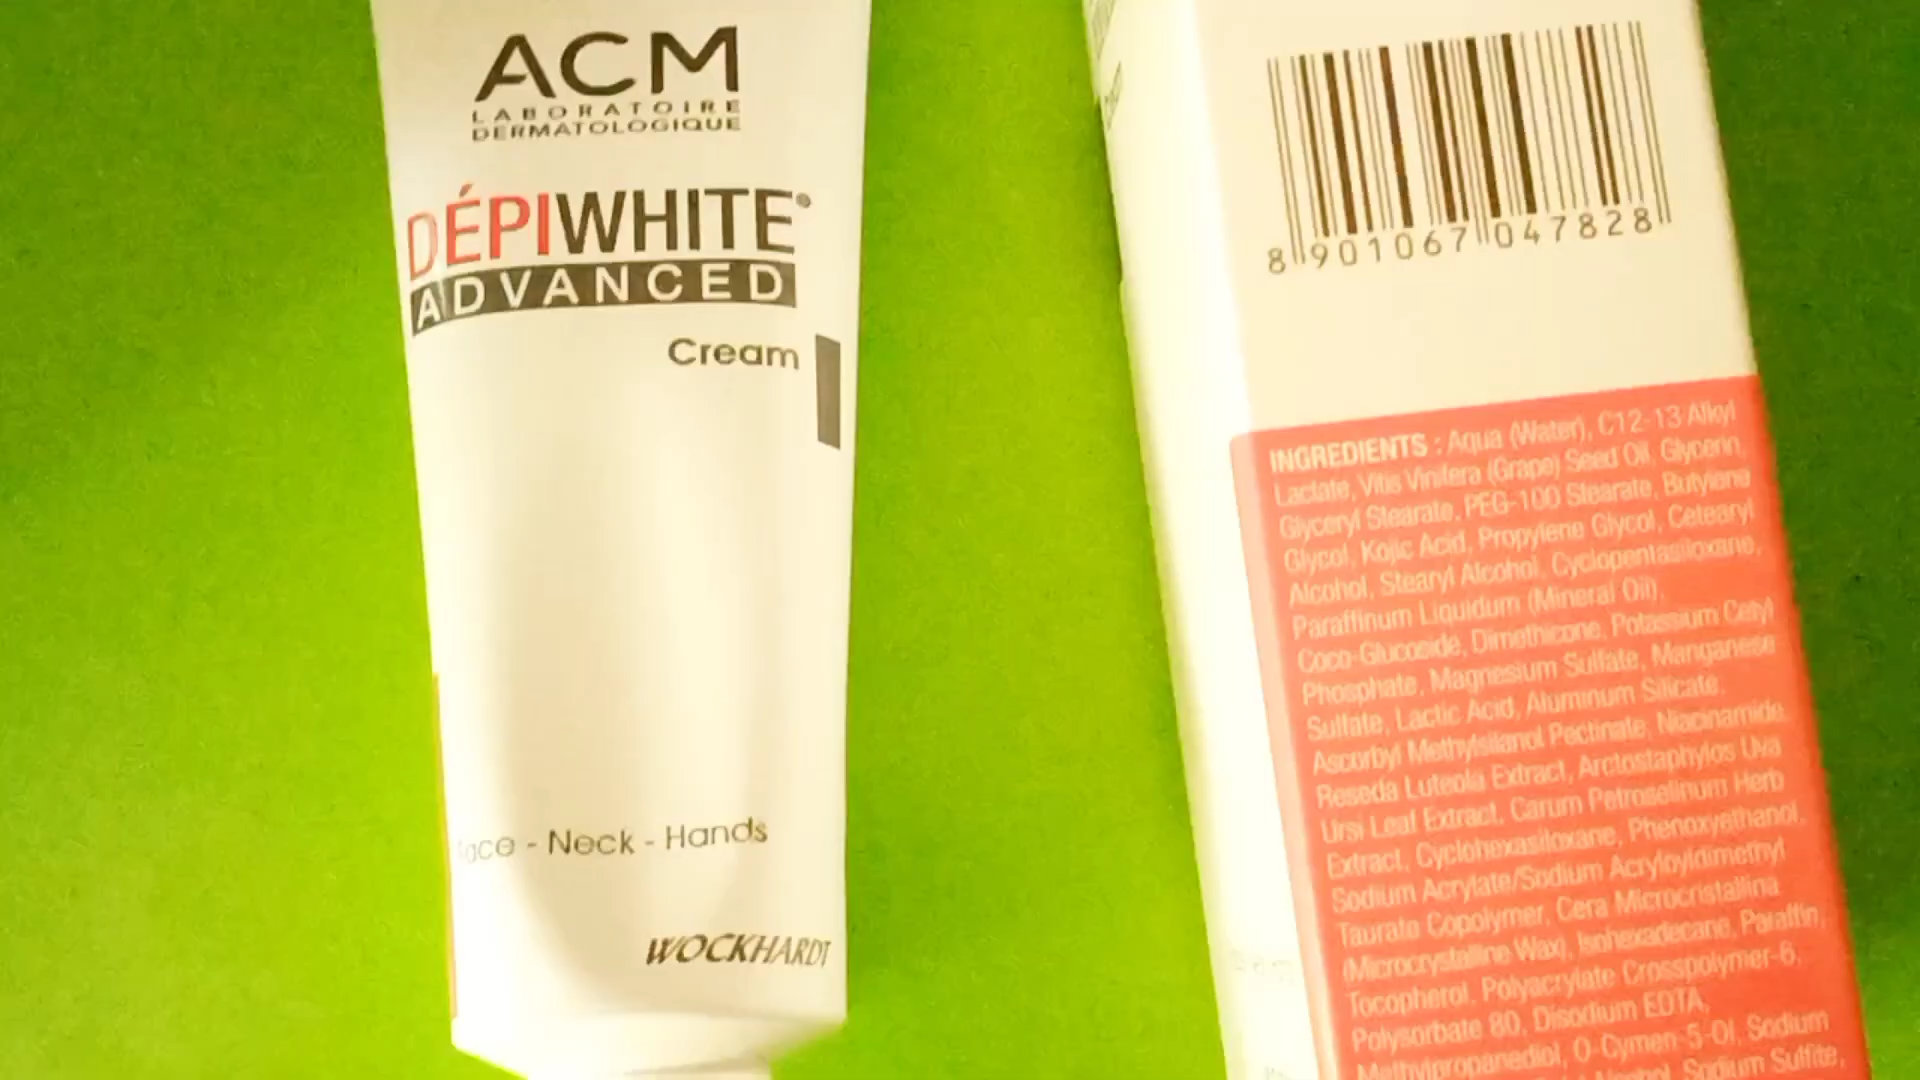 ACM
LABORATOIRE
DERMATOLOGIQUE
DÉPIWHITE®
ADVANCED
Cream
- Neck - Hands
WOCKHARDT
8 901067 047828
INGREDIENTS : Aqua (Water), C12-13 Alkyl
Lactate, Vitis Vinifera (Grape) Seed Oil, Glycerin,
Glyceryl Stearate, PEG-100 Stearate, Butylene
Glycol, Kojic Acid, Propylene Glycol, Cetearyl
Alcohol, Stearyl Alcohol, Cyclopentasiloxane,
Paraffinum Liquidum (Mineral Oil),
Coco-Glucoside, Dimethicone, Potassium Cetyl
Phosphate, Magnesium Sulfate, Manganese
Sulfate, Lactic Acid, Aluminum Silicate,
Ascorbyl Methylsilanol Pectinate, Niacinamide,
Reseda Luteola Extract, Arctostaphylos Uva
Ursi Leaf Extract, Carum Petroselinum Herb
Extract, Cyclohexasiloxane, Phenoxyethanol,
Sodium Acrylate/Sodium Acryloyldimethyl
Taurate Copolymer, Cera Microcristallina
(Microcrystalline Wax), Isohexadecane, Paraffin,
Tocopherol, Polyacrylate Crosspolymer-6,
Polysorbate 80, Disodium EDTA,
Methylpropanediol, O-Cymen-5-Ol, Sodium
Alcohol, Sodium Sulfite,